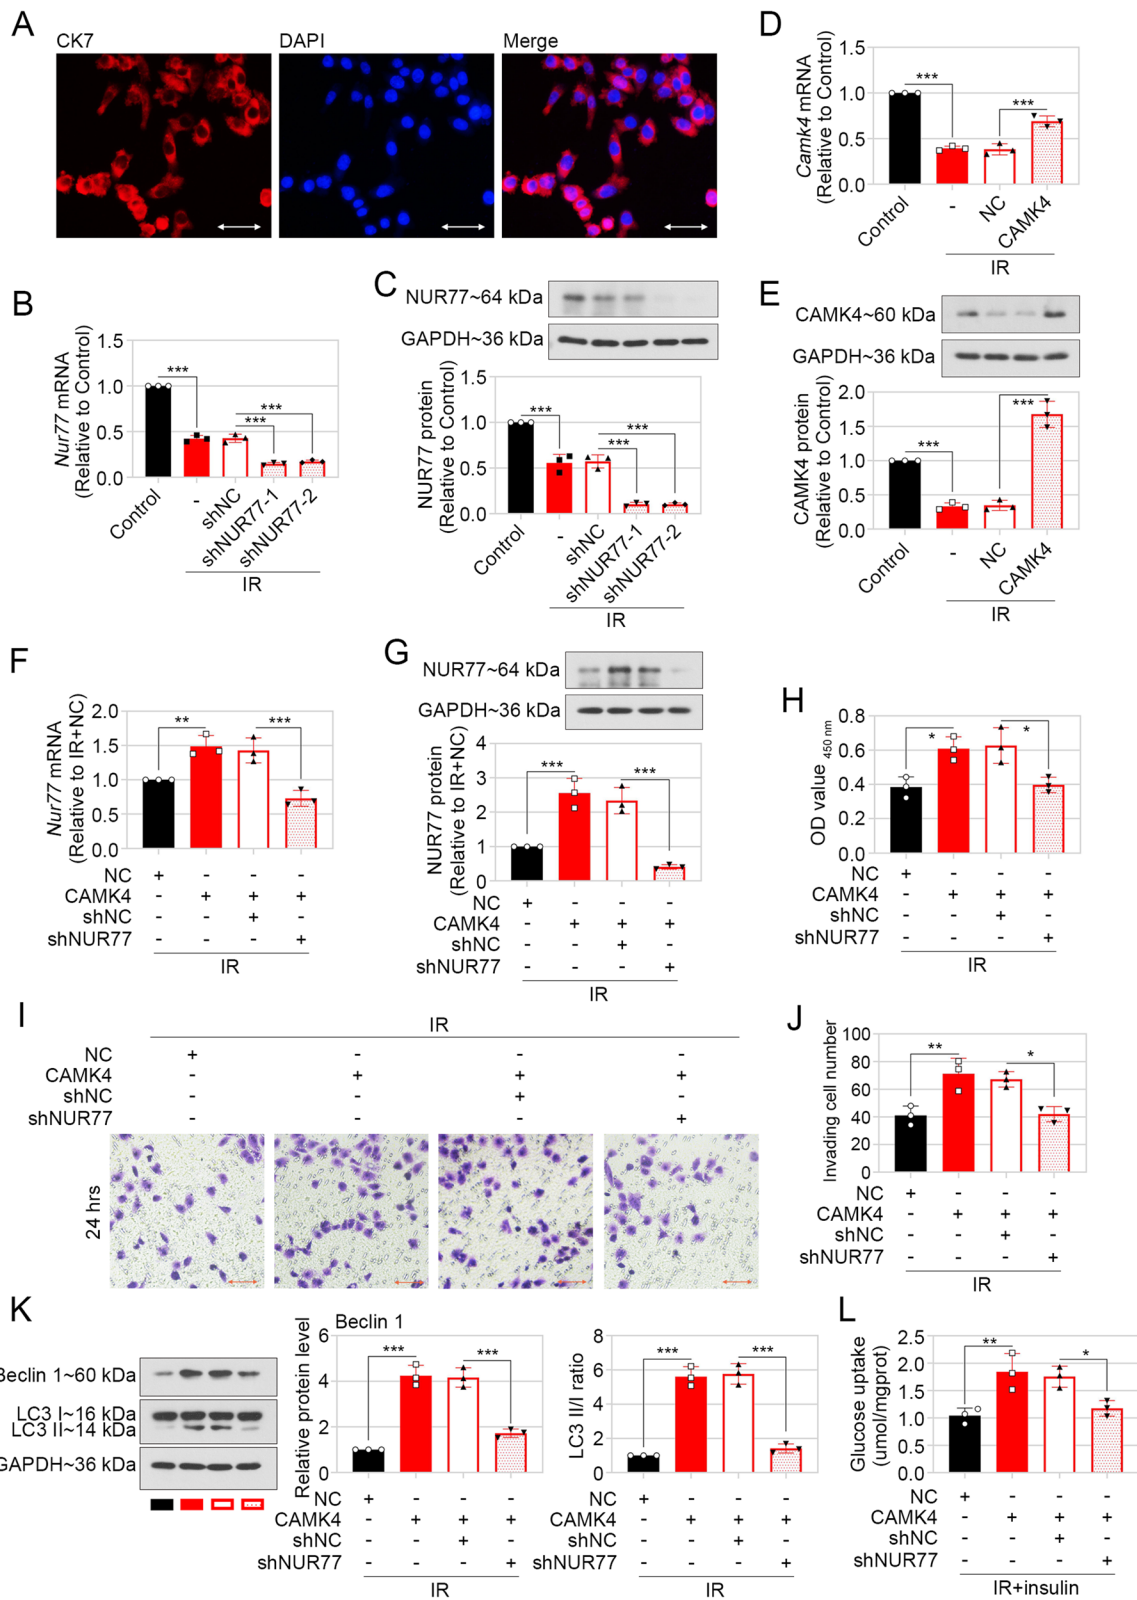 A
CK7
DAPI
Merge
D
Camk4 mRNA
(Relative to Control)
1.5
1.0
0.5
0.0
***
***
Control
-
NC
CAMK4
IR
B
Nur77 mRNA
(Relative to Control)
1.5
1.0
0.5
0.0
***
***
***
Control
-
shNC
shNUR77-1
shNUR77-2
IR
C
NUR77~64 kDa
GAPDH~36 kDa
NUR77 protein
(Relative to Control)
1.5
1.0
0.5
0.0
***
***
***
Control
-
shNC
shNUR77-1
shNUR77-2
IR
E
CAMK4~60 kDa
GAPDH~36 kDa
CAMK4 protein
(Relative to Control)
2.0
1.5
1.0
0.5
0.0
***
***
Control
-
NC
CAMK4
IR
F
Nur77 mRNA
(Relative to IR+NC)
2.0
1.5
1.0
0.5
0.0
**
***
NC + - - -
CAMK4 - + + +
shNC - - + -
shNUR77 - - - +
IR
G
NUR77~64 kDa
GAPDH~36 kDa
NUR77 protein
(Relative to IR+NC)
4
3
2
1
0
***
***
NC + - - -
CAMK4 - + + +
shNC - - + -
shNUR77 - - - +
IR
H
OD value 450 nm
0.8
0.6
0.4
0.2
0.0
*
*
NC + - - -
CAMK4 - + + +
shNC - - + -
shNUR77 - - - +
IR
I
IR
NC + - - -
CAMK4 - + + +
shNC - - + -
shNUR77 - - - +
24 hrs
J
Invading cell number
100
80
60
40
20
0
**
*
NC + - - -
CAMK4 - + + +
shNC - - + -
shNUR77 - - - +
IR
K
Beclin 1~60 kDa
LC3 I~16 kDa
LC3 II~14 kDa
GAPDH~36 kDa
Beclin 1
Relative protein level
6
4
2
0
***
***
NC + - - -
CAMK4 - + + +
shNC - - + -
shNUR77 - - - +
IR
LC3 II/I ratio
8
6
4
2
0
***
***
NC + - - -
CAMK4 - + + +
shNC - - + -
shNUR77 - - - +
IR
L
Glucose uptake
(umol/mgprot)
2.5
2.0
1.5
1.0
0.5
0.0
**
*
NC + - - -
CAMK4 - + + +
shNC - - + -
shNUR77 - - - +
IR+insulin